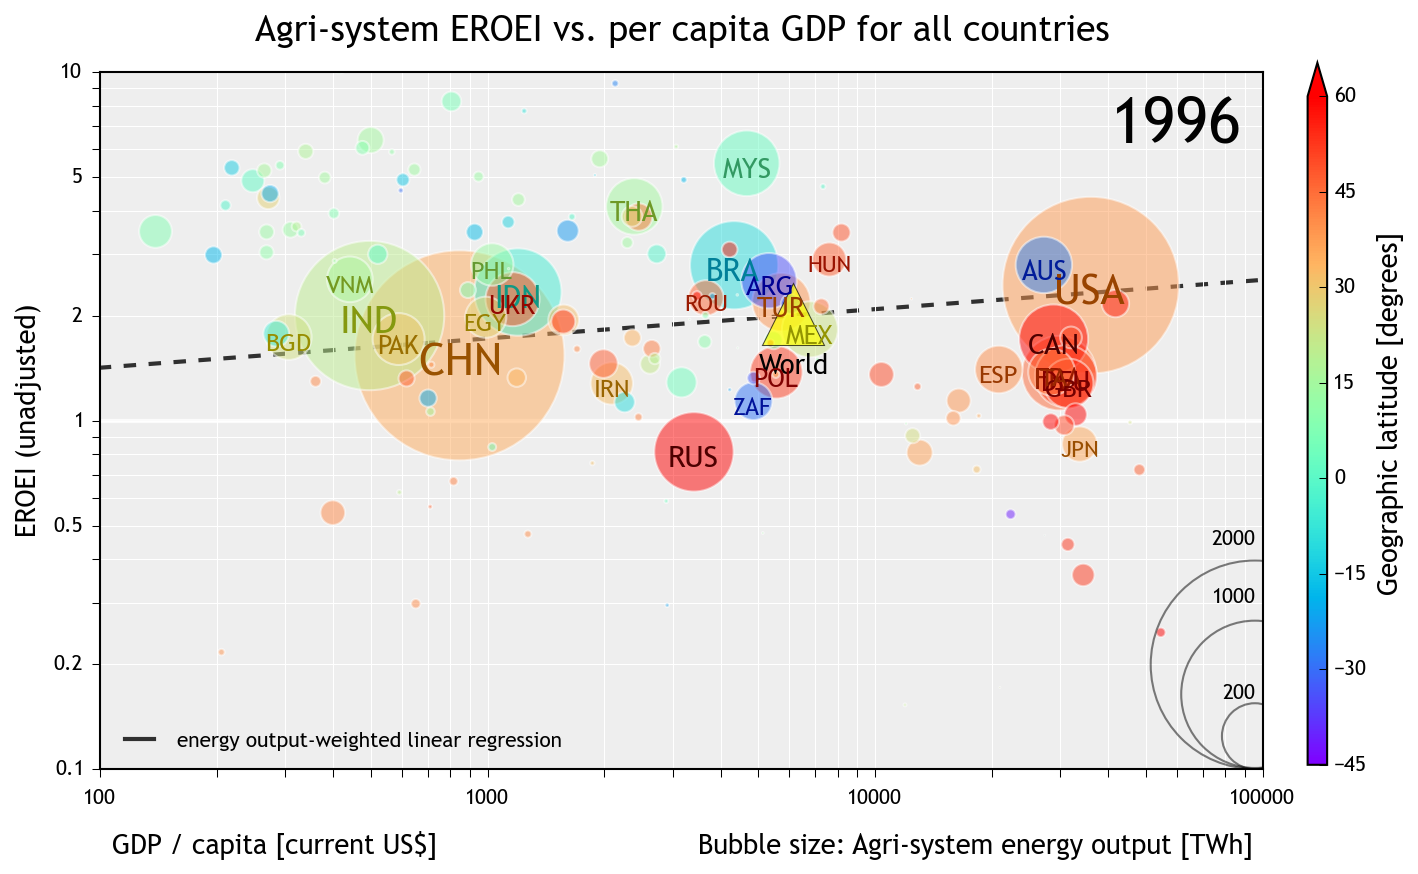 Agri-system EROEI vs. per capita GDP for all countries
1996
10
5
2
1
0.5
0.2
0.1
EROEI (unadjusted)
MYS
THA
BRA
HUN
AUS
PHL
VNM
IDN
ARG
USA
UKR
ROU
TUR
IND
EGY
MEX
BGD
PAK
CHN
CAN
World
POL
ESP
IRN
DEU
GBR
ZAF
RUS
JPN
2000
1000
200
energy output-weighted linear regression
100
1000
10000
100000
GDP / capita [current US$]
Bubble size: Agri-system energy output [TWh]
60
45
30
15
0
−15
−30
−45
Geographic latitude [degrees]